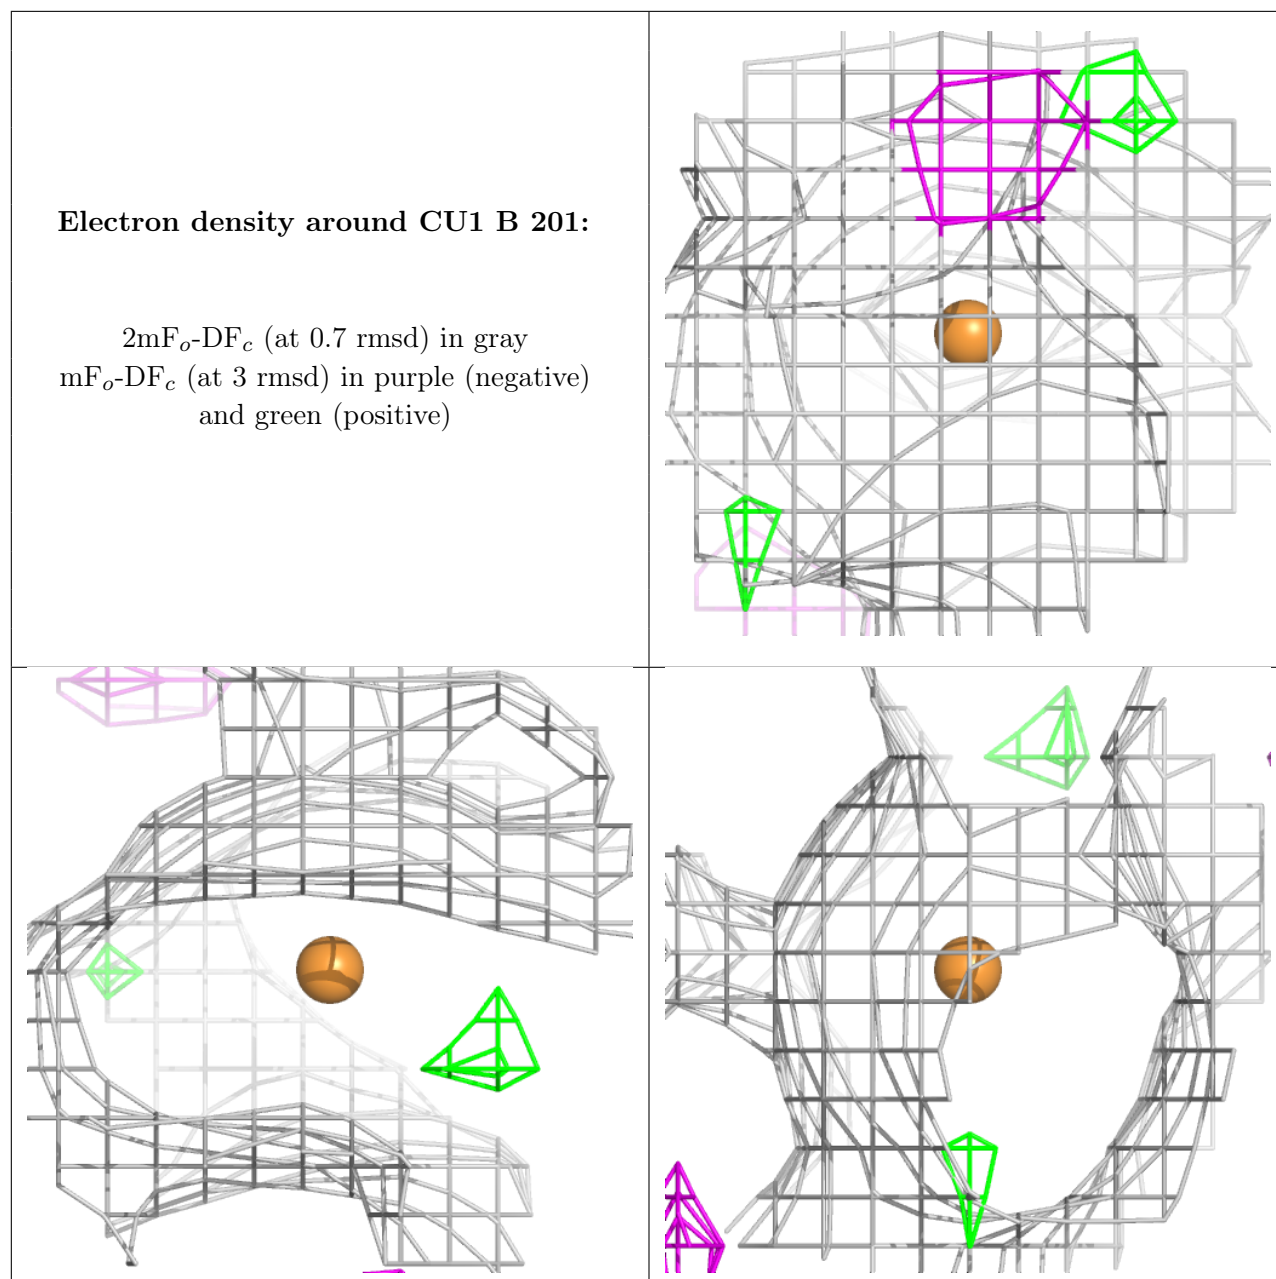 Electron density around CU1 B 201:
2mFo-DFc (at 0.7 rmsd) in gray
mFo-DFc (at 3 rmsd) in purple (negative)
and green (positive)